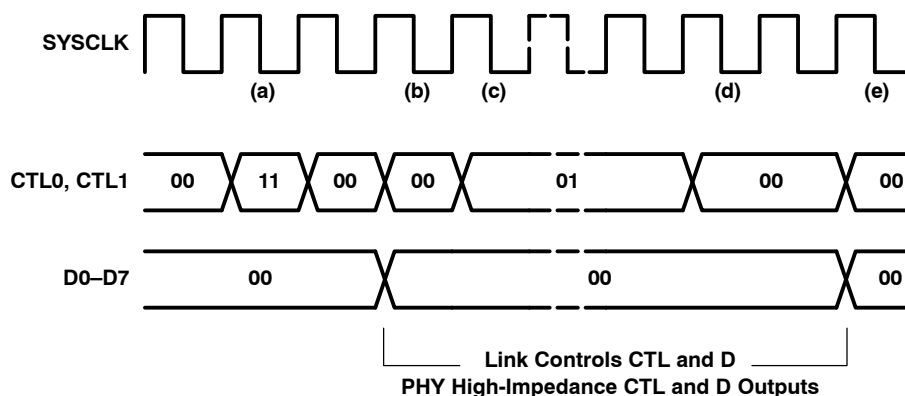 SYSCLK
(a) (b) (c) (d) (e)
CTL0, CTL1 00 11 00 00 01 00 00
D0–D7 00 00 00
Link Controls CTL and D
PHY High-Impedance CTL and D Outputs